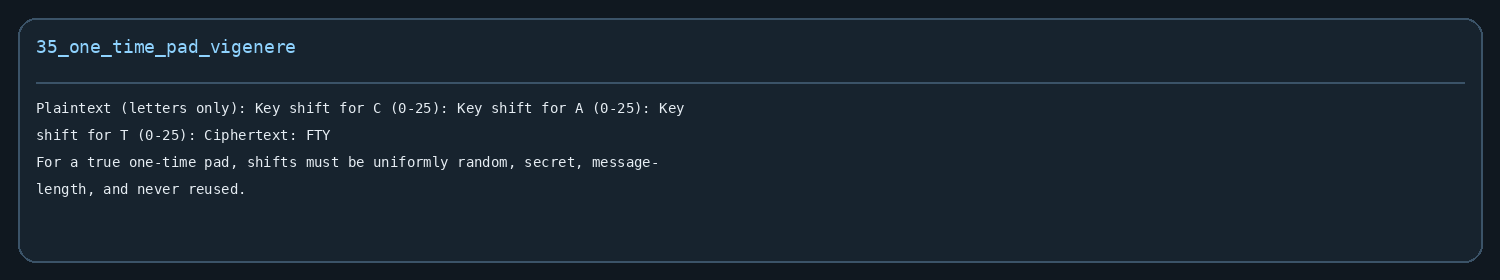 35_one_time_pad_vigenere
Plaintext (letters only): Key shift for C (0-25): Key shift for A (0-25): Key
shift for T (0-25): Ciphertext: FTY
For a true one-time pad, shifts must be uniformly random, secret, message-
length, and never reused.